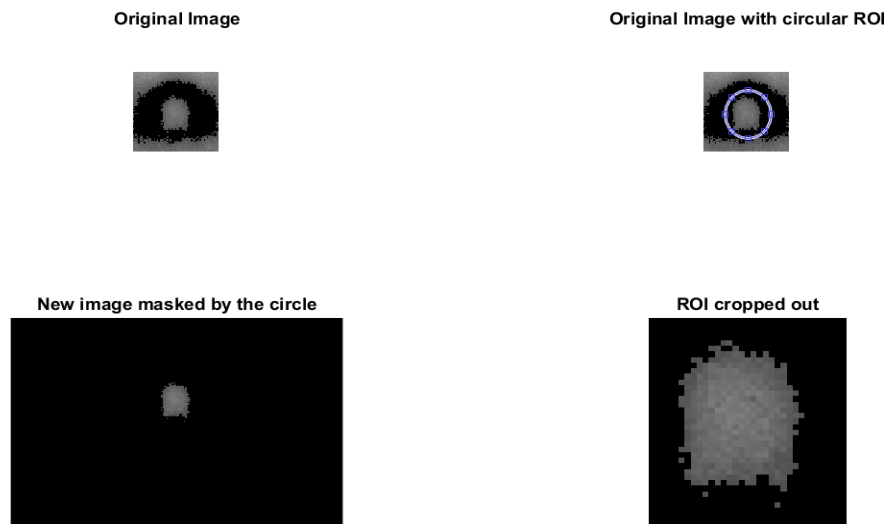 Original Image
Original Image with circular ROI
New image masked by the circle
ROI cropped out